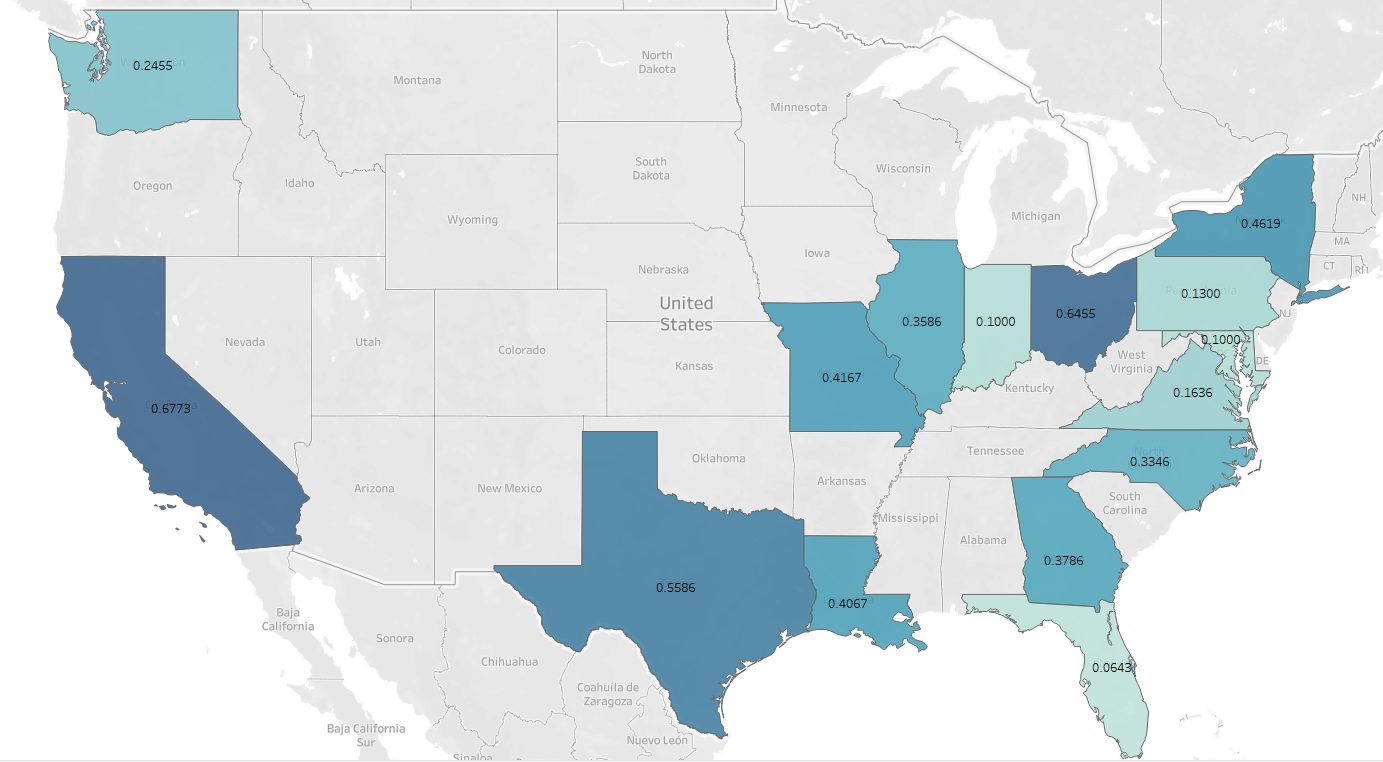 0.2455
North
Dakota
Montana
Minnesota
South
Dakota
Wisconsin
Oregon
Idaho
NH
Wyoming
Michigan
0.4619
MA
Iowa
CT
RI
Nebraska
United
States
0.1300
NJ
0.3586
0.1000
0.6455
Nevada
Utah
Colorado
0.1000
West
Virginia
DE
Kansas
0.4167
Kentucky
0.1636
0.6773
Tennessee
North
0.3346
Oklahoma
Arizona
New Mexico
Arkansas
South
Carolina
Mississippi
Alabama
0.3786
0.5586
0.4067
Baja
California
Sonora
Chihuahua
0.0643
Coahuila de
Zaragoza
Baja California
Sur
Nuevo León
Sinaloa